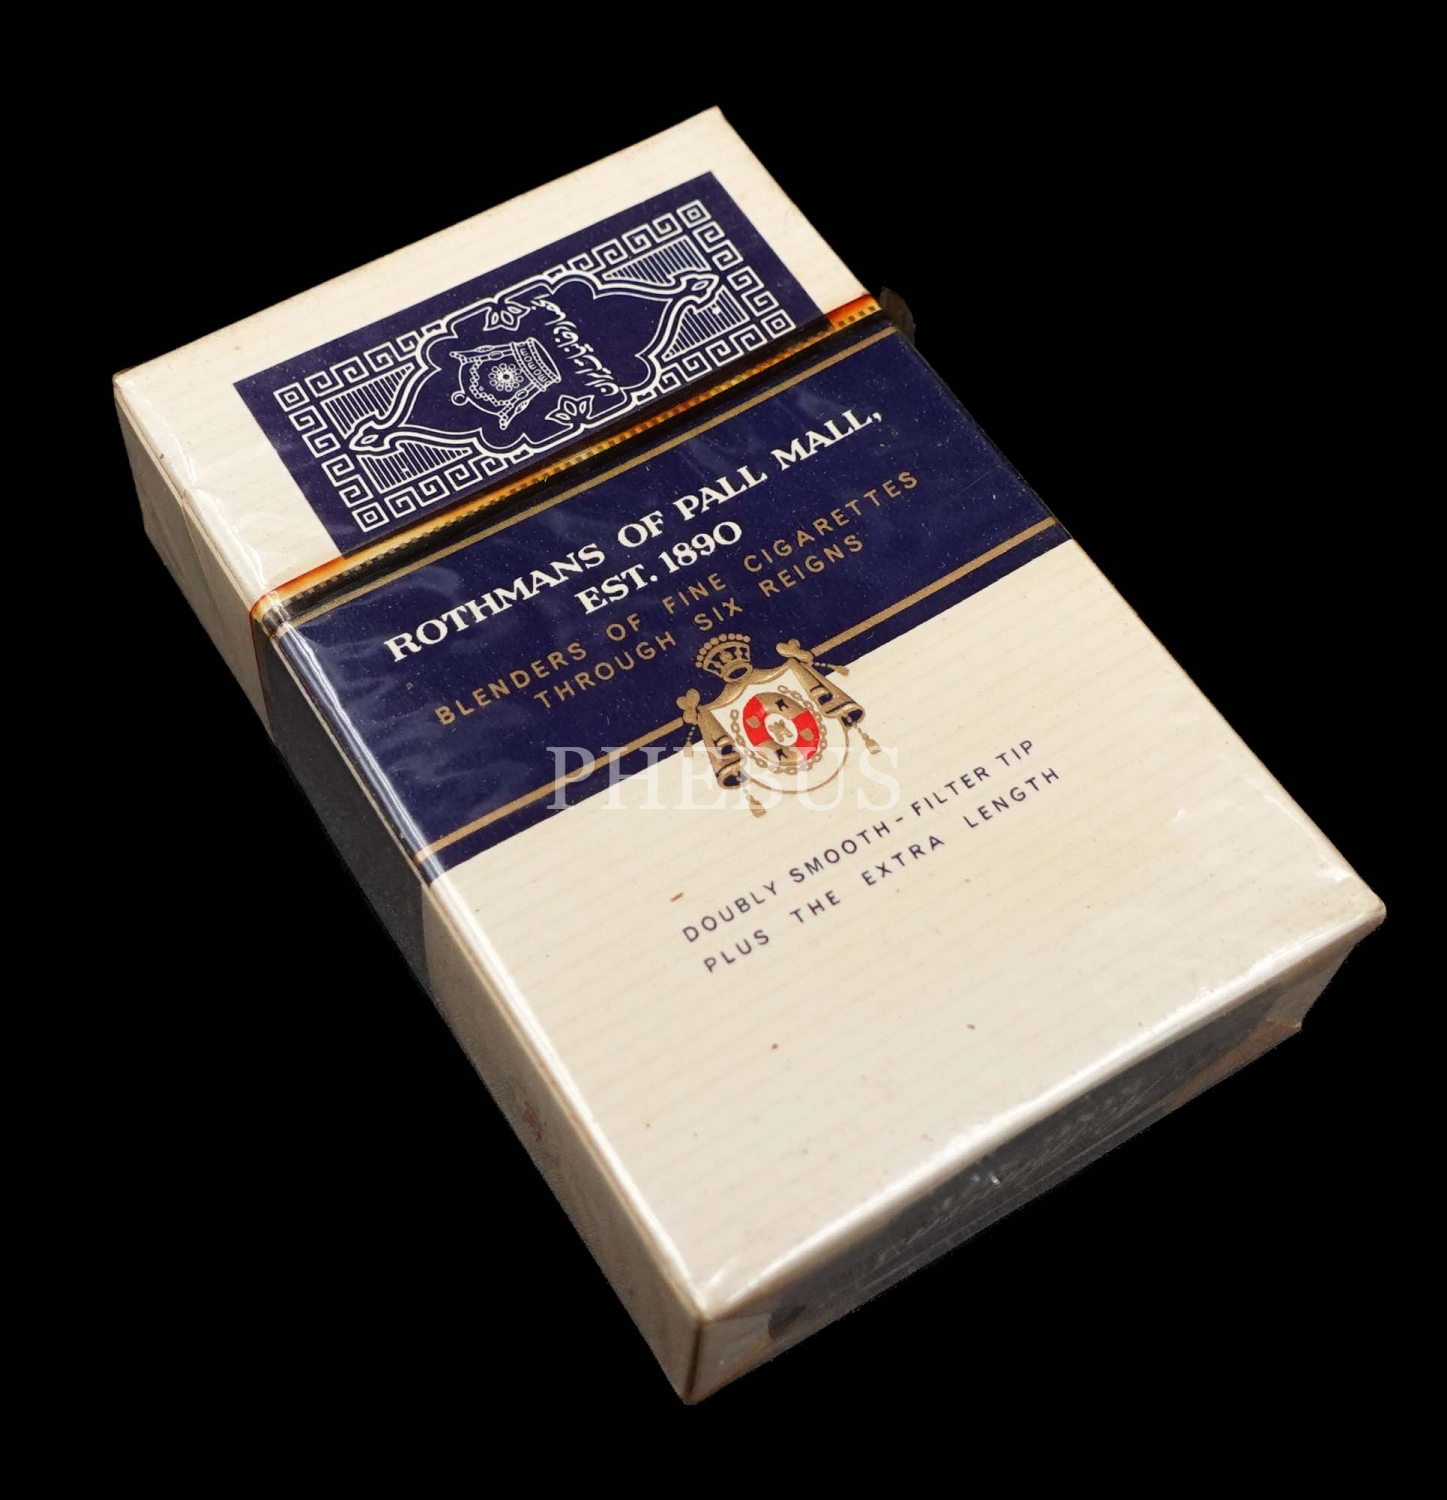 ROTHMANS OF PALL MALL,
EST. 1890
BLENDERS OF FINE CIGARETTES
THROUGH SIX REIGNS
PHEBUS
DOUBLY SMOOTH-FILTER TIP
PLUS THE EXTRA LENGTH